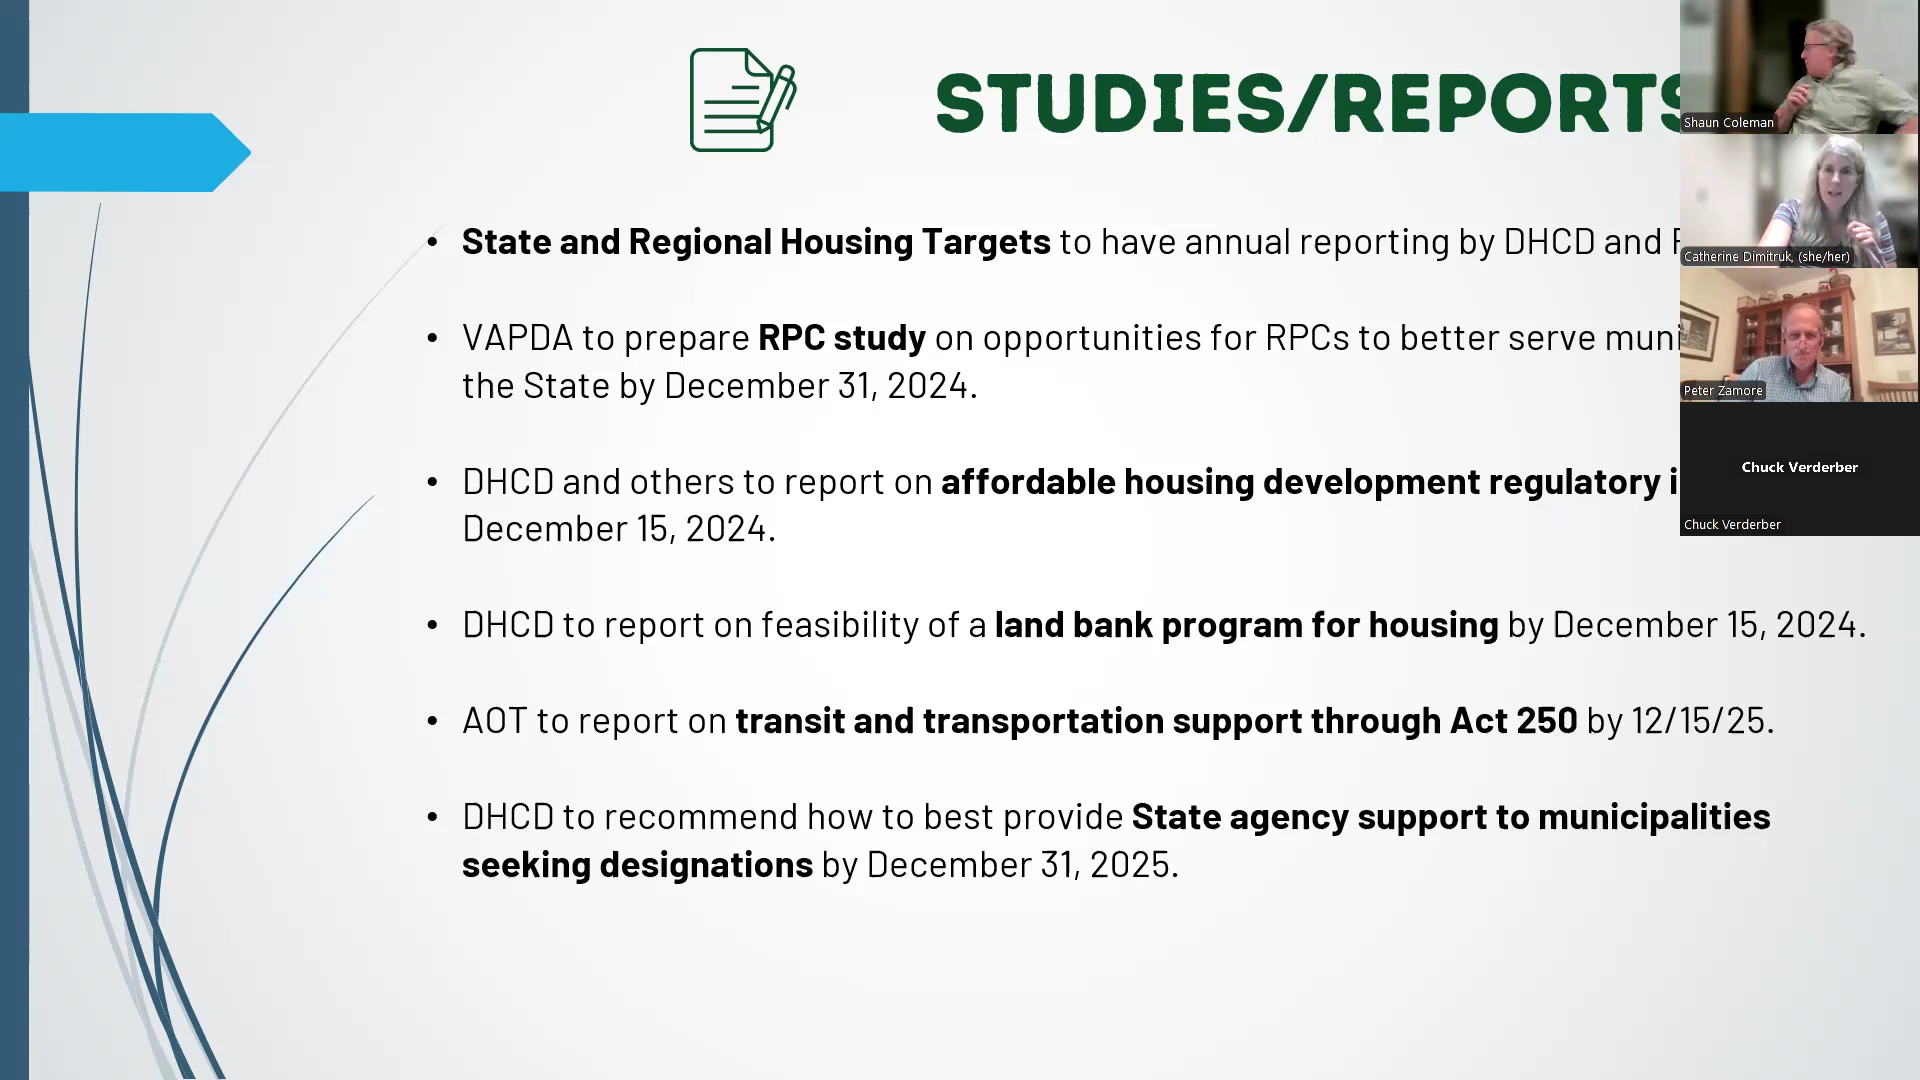 STUDIES/REPORTS
State and Regional Housing Targets to have annual reporting by DHCD and
VAPDA to prepare RPC study on opportunities for RPCs to better serve
the State by December 31, 2024.
DHCD and others to report on affordable housing development regulatory
December 15, 2024.
DHCD to report on feasibility of a land bank program for housing by December 15, 2024.
AOT to report on transit and transportation support through Act 250 by 12/15/25.
DHCD to recommend how to best provide State agency support to municipalities
seeking designations by December 31, 2025.
Shaun Coleman
Catherine Dimitruk, (she/her)
Peter Zamore
Chuck Verderber
Chuck Verderber